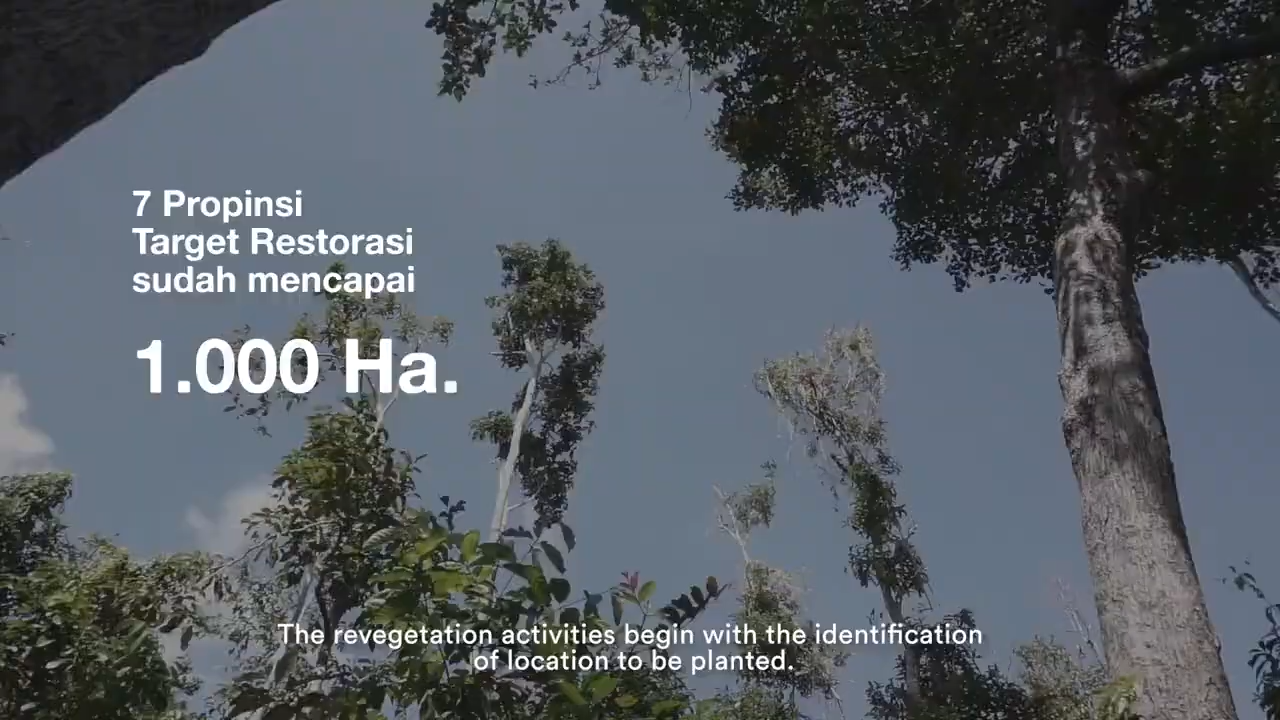 7 Propinsi
Target Restorasi
sudah mencapai
1.000 Ha.
The revegetation activities begin with the identification
of location to be planted.